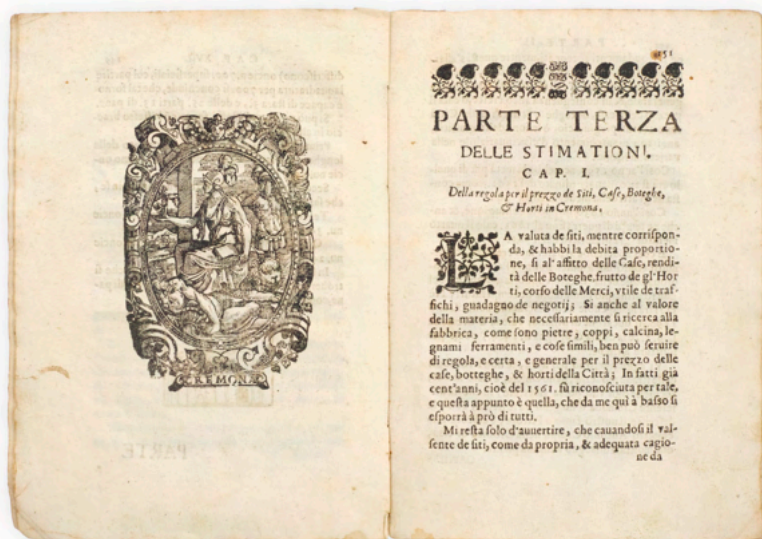 CREMONA
151
PARTE TERZA
DELLE STIMATIONI.
CAP. I.
Della regola per il prezzo de Siti, Case, Boteghe,
& Horti in Cremona.
LA valuta de siti, mentre corrispon-
da, & habbi la debita proportio-
ne, sì al'affitto delle Case, rendi-
tà delle Boteghe, frutto de gl'Hor
ti, corso delle Merci, vtile de traf-
fichi, guadagno de negotij; Si anche al valore
della materia, che necessariamente si ricerca alla
fabbrica, come sono pietre, coppi, calcina, le-
gnami ferramenti, e cose simili, ben può seruire
di regola, e certa, e generale per il prezzo delle
case, botteghe, & horti della Città; In fatti già
cent'anni, cioè del 1561. fù riconosciuta per tale,
e questa appunto è quella, che da me quì à basso si
esporrà à prò di tutti.
Mi resta solo d'auuertire, che cauandosi il val-
sente de siti, come da propria, & adequata cagio-
ne da